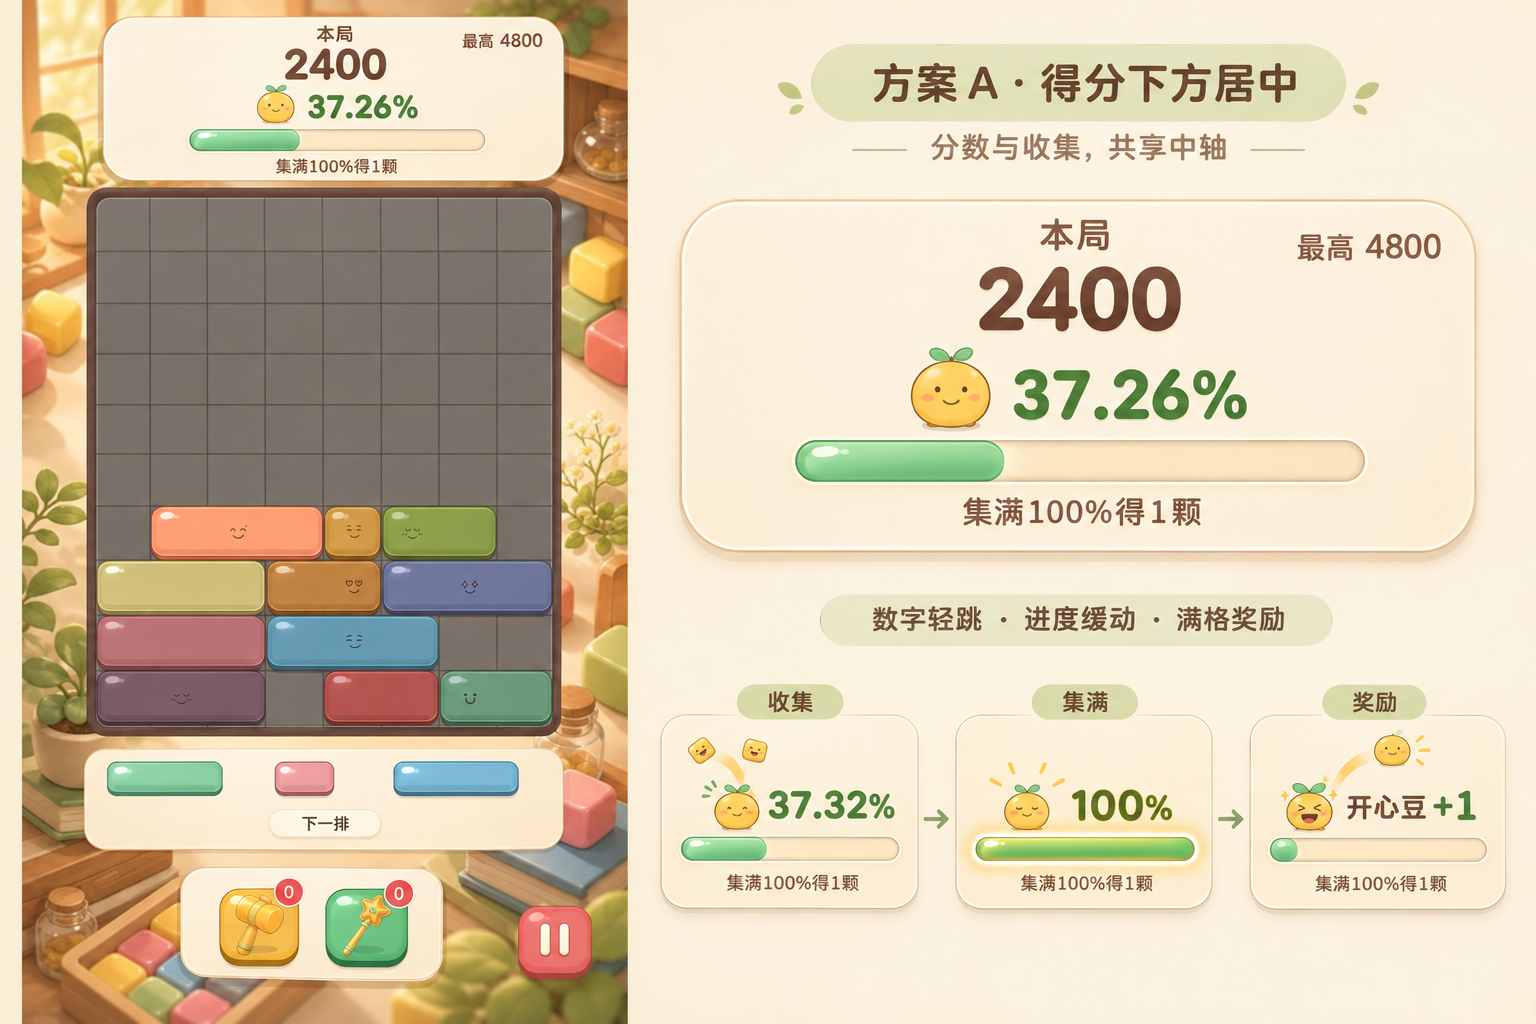 本局
最高 4800
2400
37.26%
集满100%得1颗
下一排
0
0
方案 A · 得分下方居中
分数与收集，共享中轴
本局
最高 4800
2400
37.26%
集满100%得1颗
数字轻跳 · 进度缓动 · 满格奖励
收集
37.32%
集满100%得1颗
集满
100%
集满100%得1颗
奖励
开心豆+1
集满100%得1颗